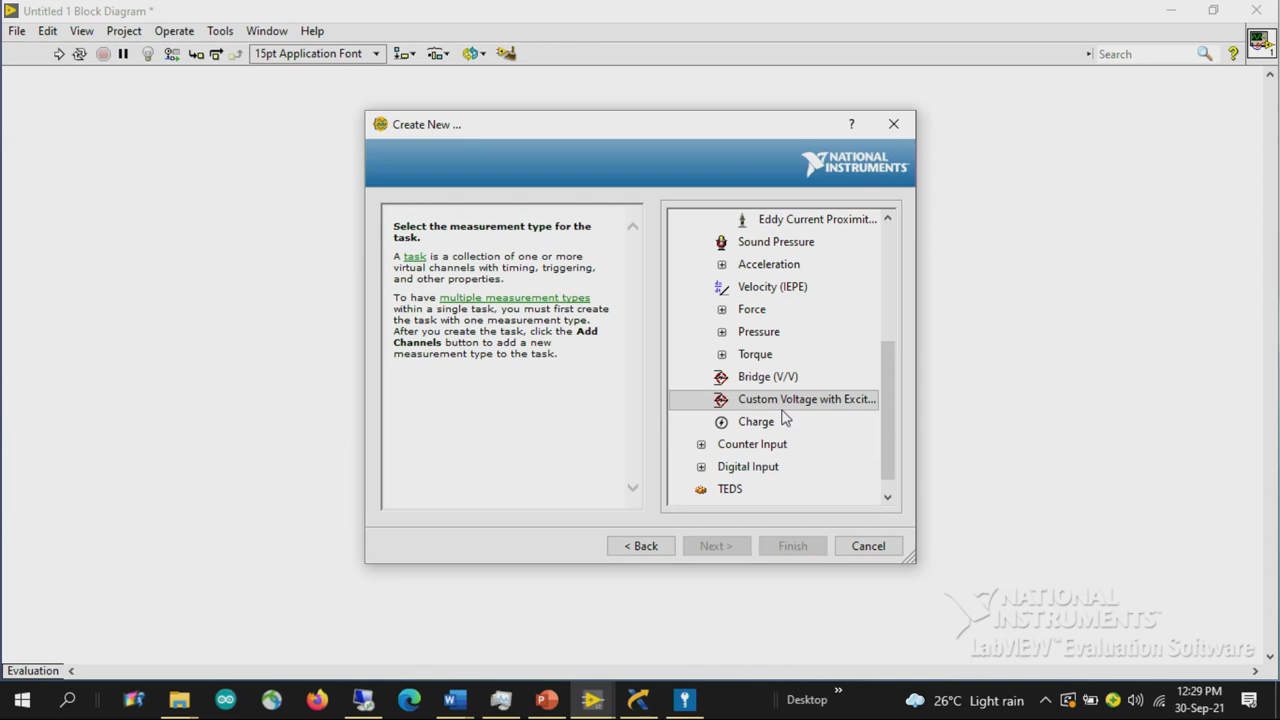 Untitled 1 Block Diagram *
File Edit View Project Operate Tools Window Help
15pt Application Font
Search
1
Create New ...
NATIONAL
INSTRUMENTS
Select the measurement type for the
task.
A task is a collection of one or more
virtual channels with timing, triggering,
and other properties.
To have multiple measurement types
within a single task, you must first create
the task with one measurement type.
After you create the task, click the Add
Channels button to add a new
measurement type to the task.
Eddy Current Proximit...
Sound Pressure
Acceleration
Velocity (IEPE)
Force
Pressure
Torque
Bridge (V/V)
Custom Voltage with Excit...
Charge
Counter Input
Digital Input
TEDS
< Back Next > Finish Cancel
NATIONAL
INSTRUMENTS
LabVIEW™ Evaluation Software
Evaluation
Desktop
26°C Light rain
12:29 PM
30-Sep-21